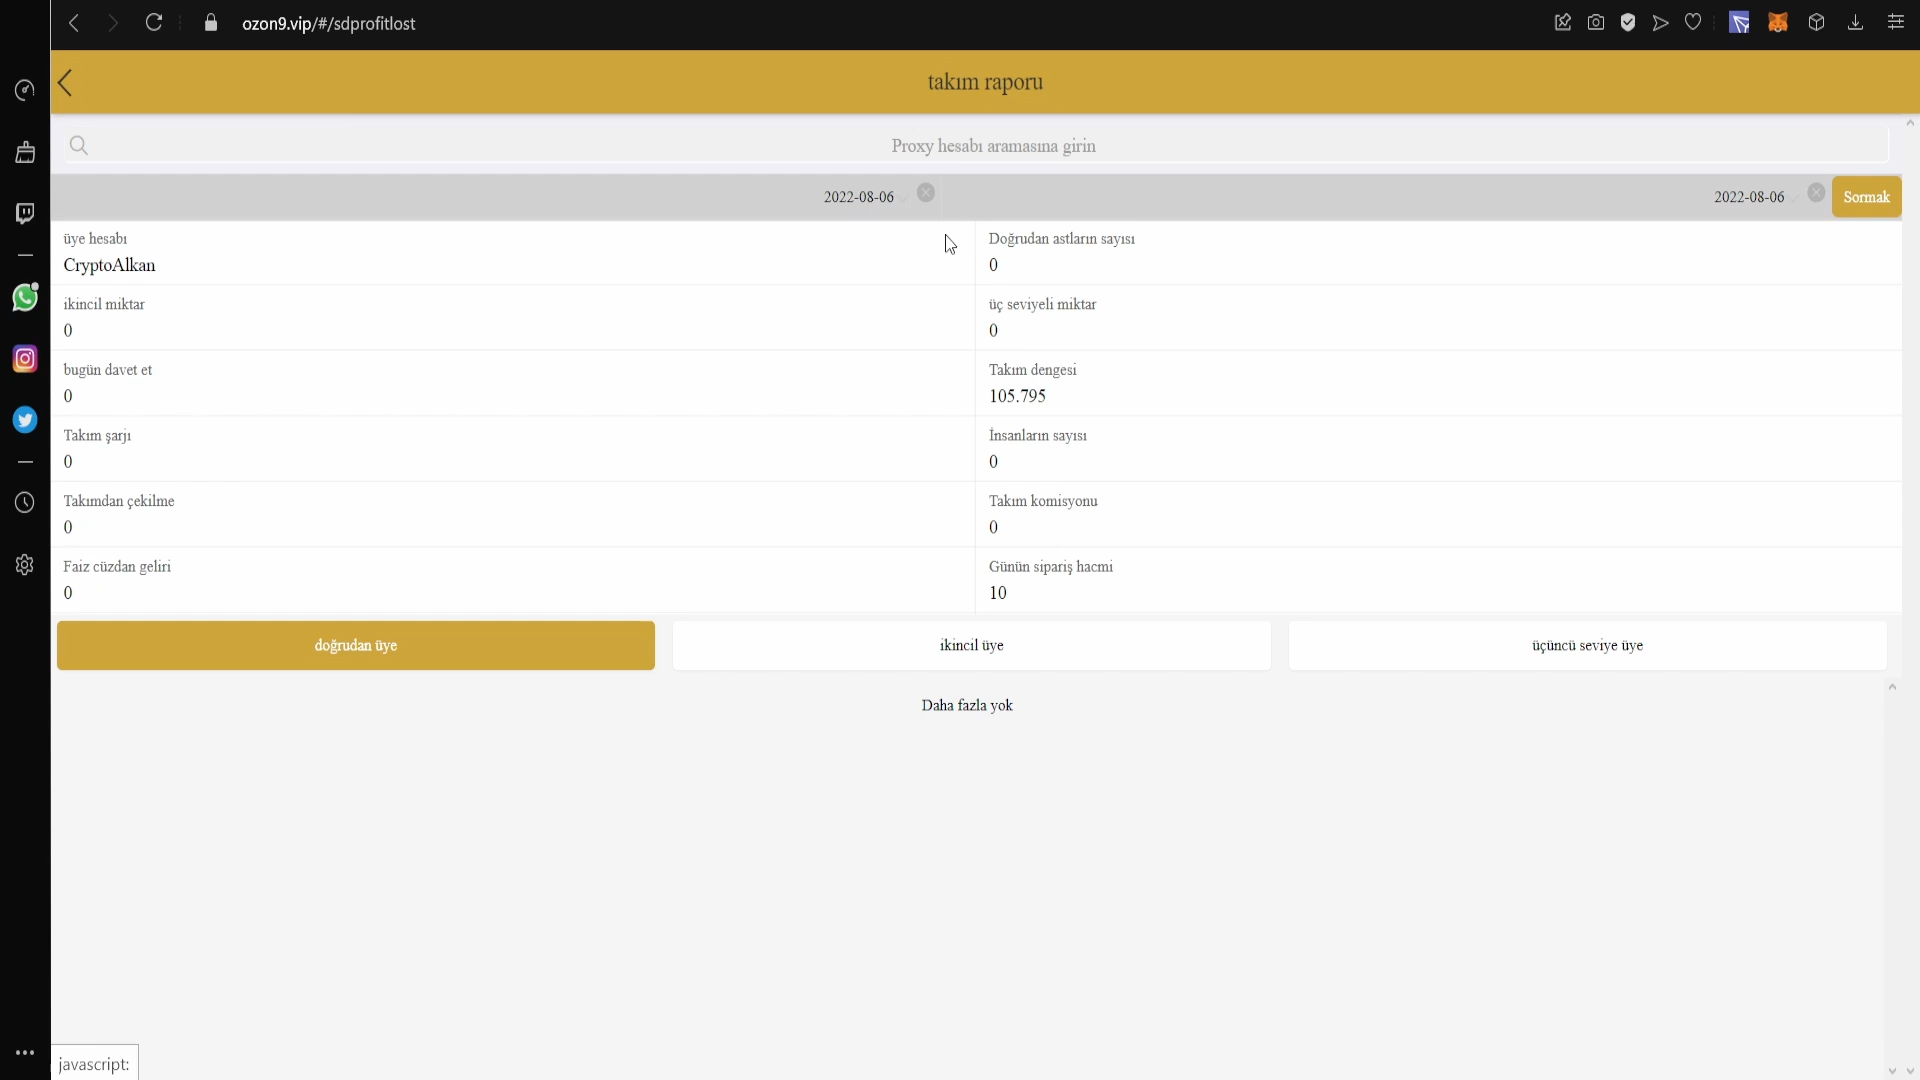 ozon9.vip/#/sdprofitlost
takım raporu
Proxy hesabı aramasına girin
2022-08-06
2022-08-06
Sormak
üye hesabı
CryptoAlkan
Doğrudan astların sayısı
0
ikincil miktar
0
üç seviyeli miktar
0
bugün davet et
0
Takım dengesi
105.795
Takım şarjı
0
İnsanların sayısı
0
Takımdan çekilme
0
Takım komisyonu
0
Faiz cüzdan geliri
0
Günün sipariş hacmi
10
doğrudan üye
ikincil üye
üçüncü seviye üye
Daha fazla yok
javascript: